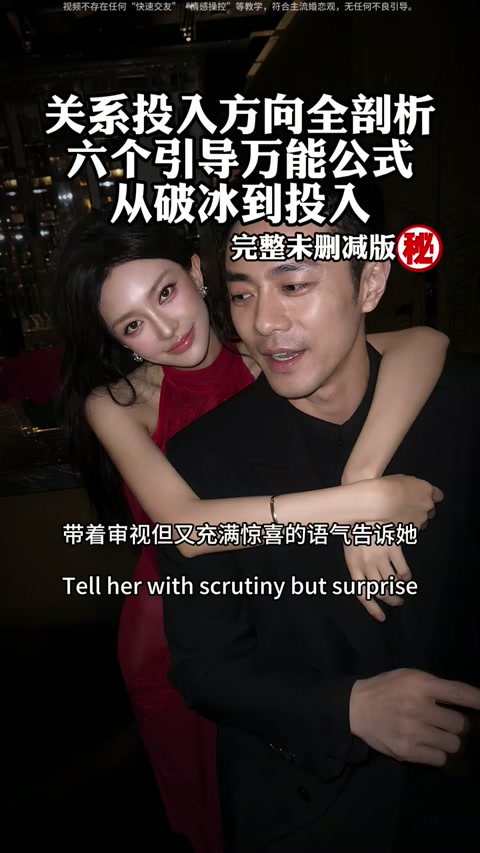 视频不存在任何“快速交友”“情感操控”等教学，符合主流婚恋观，无任何不良引导。
关系投入方向全剖析
六个引导万能公式
从破冰到投入
完整未删减版 秘
带着审视但又充满惊喜的语气告诉她
Tell her with scrutiny but surprise